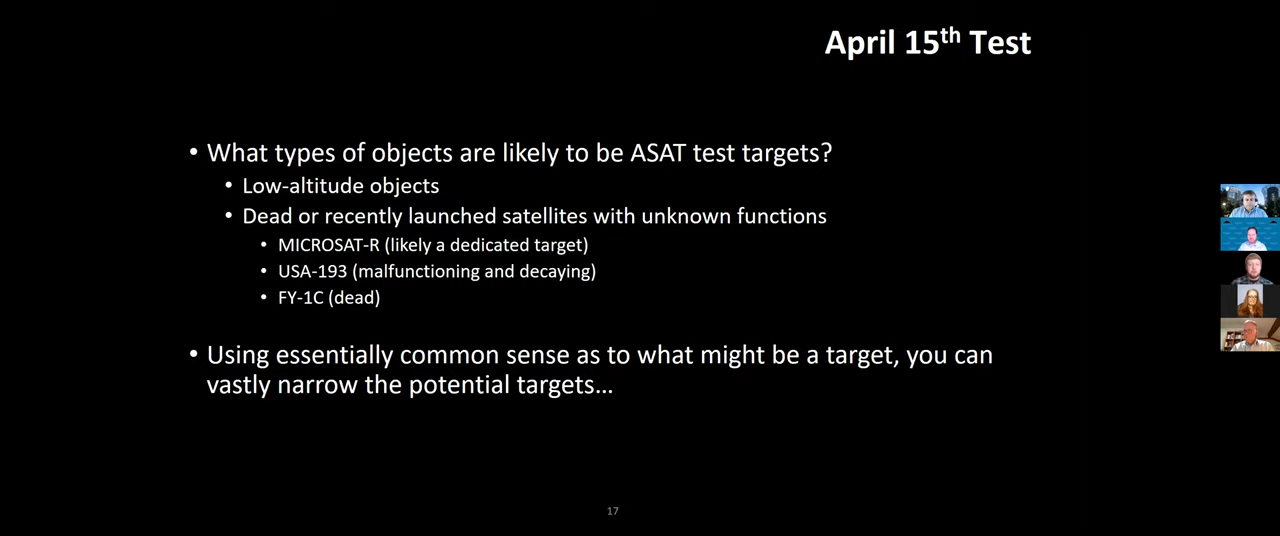 April 15th Test
• What types of objects are likely to be ASAT test targets?
• Low-altitude objects
• Dead or recently launched satellites with unknown functions
• MICROSAT-R (likely a dedicated target)
• USA-193 (malfunctioning and decaying)
• FY-1C (dead)
• Using essentially common sense as to what might be a target, you can
vastly narrow the potential targets...
17